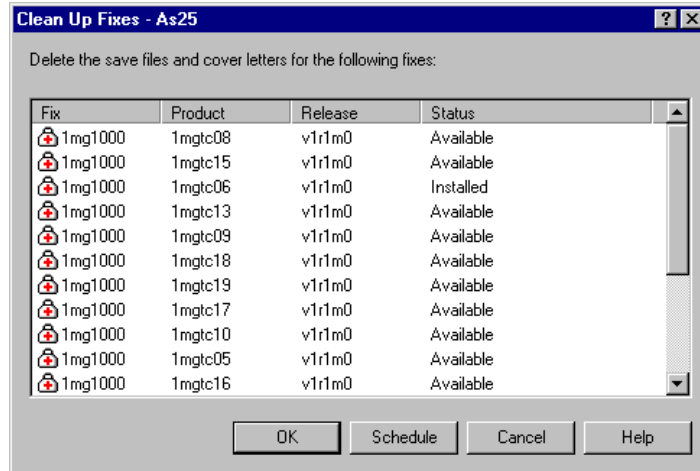 Clean Up Fixes - As25
Delete the save files and cover letters for the following fixes:
Fix Product Release Status
1mg1000 1mgtc08 v1r1m0 Available
1mg1000 1mgtc15 v1r1m0 Available
1mg1000 1mgtc06 v1r1m0 Installed
1mg1000 1mgtc13 v1r1m0 Available
1mg1000 1mgtc09 v1r1m0 Available
1mg1000 1mgtc18 v1r1m0 Available
1mg1000 1mgtc19 v1r1m0 Available
1mg1000 1mgtc17 v1r1m0 Available
1mg1000 1mgtc10 v1r1m0 Available
1mg1000 1mgtc05 v1r1m0 Available
1mg1000 1mgtc16 v1r1m0 Available
OK Schedule Cancel Help